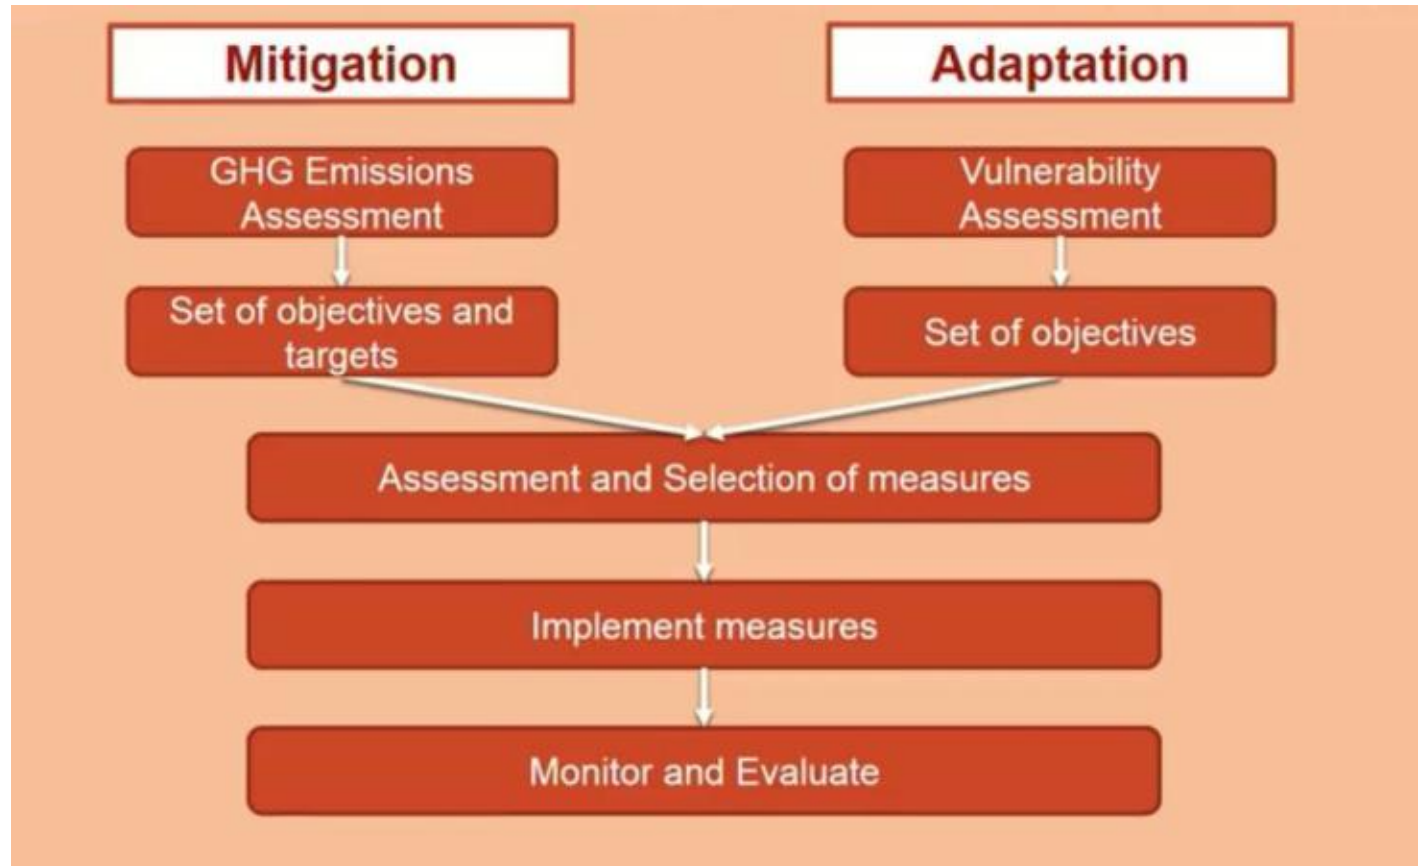 Mitigation
Adaptation
GHG Emissions
Assessment
Vulnerability
Assessment
Set of objectives and
targets
Set of objectives
Assessment and Selection of measures
Implement measures
Monitor and Evaluate